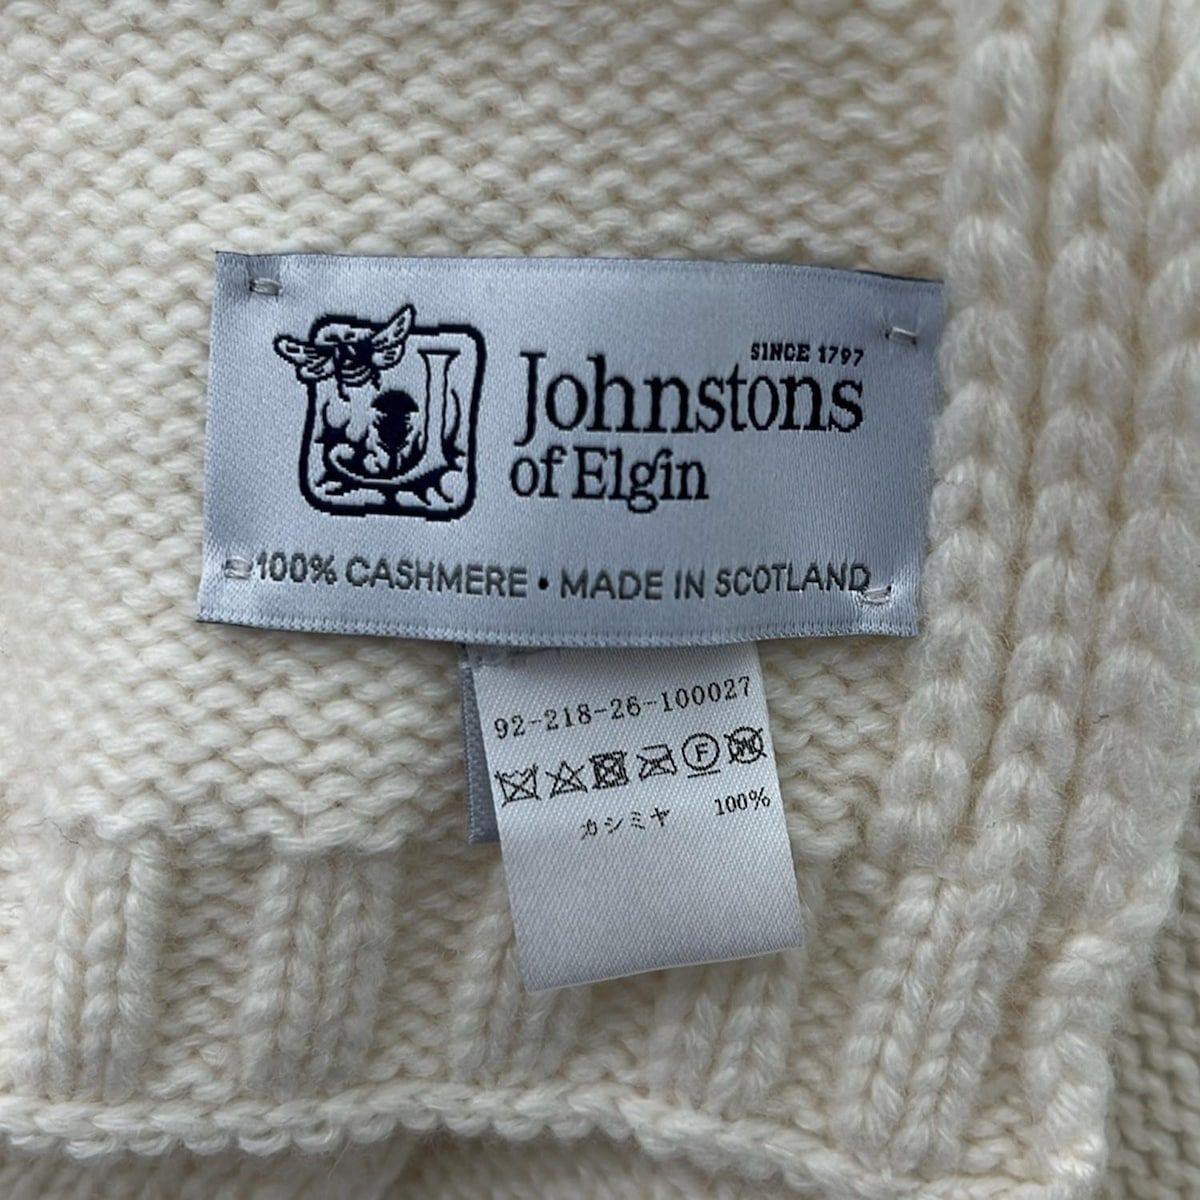 SINCE 1797
Johnstons
of Elgin
100% CASHMERE • MADE IN SCOTLAND
92-218-26-100027
F
W
カシミヤ 100%